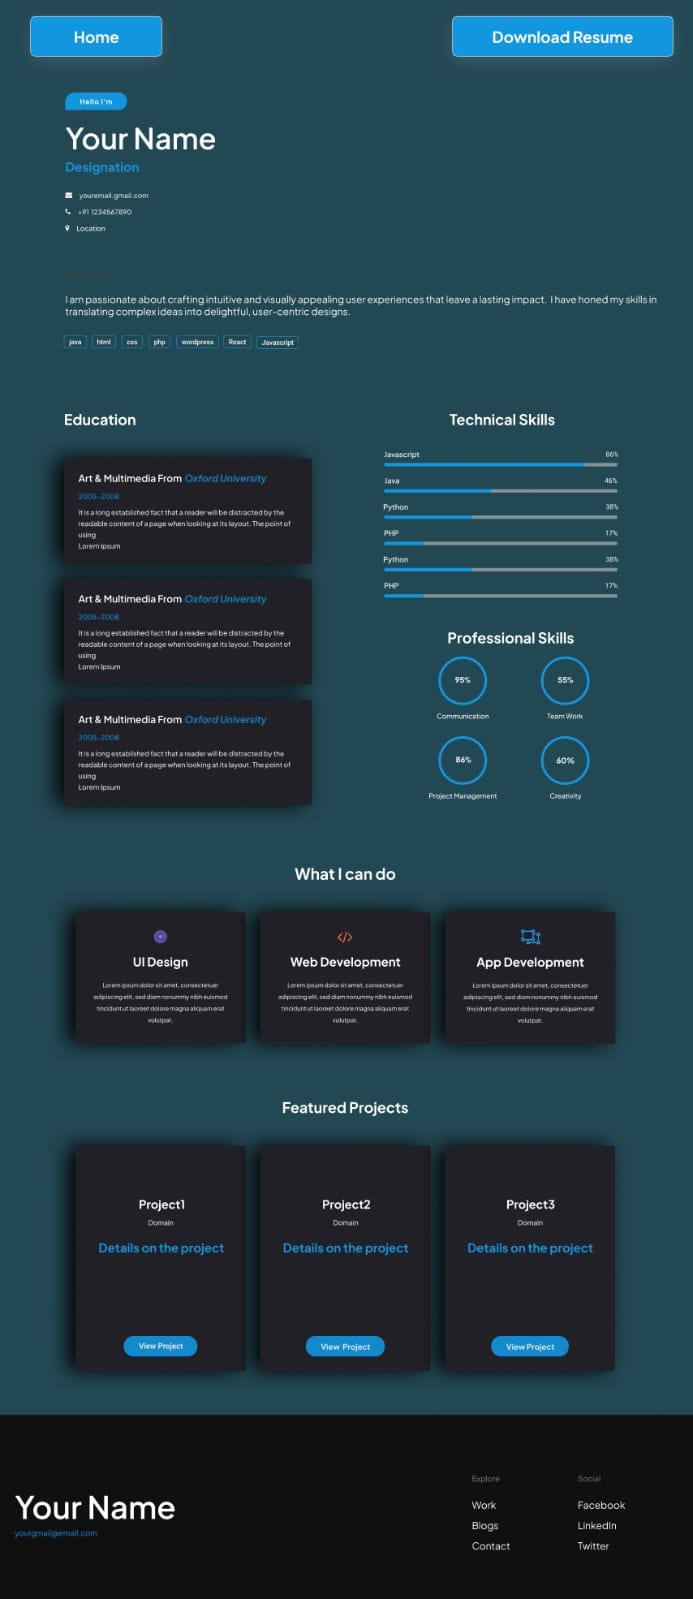 Home
Download Resume
Hello I'm
Your Name
Designation
youremail.gmail.com
+91 1234567890
Location
I am passionate about crafting intuitive and visually appealing user experiences that leave a lasting impact. I have honed my skills in
translating complex ideas into delightful, user-centric designs.
java html css php wordpress React Javascript
Education
Art & Multimedia From Oxford University
2005-2008
It is a long established fact that a reader will be distracted by the
readable content of a page when looking at its layout. The point of
using
Lorem Ipsum
Art & Multimedia From Oxford University
2005-2008
It is a long established fact that a reader will be distracted by the
readable content of a page when looking at its layout. The point of
using
Lorem Ipsum
Art & Multimedia From Oxford University
2005-2008
It is a long established fact that a reader will be distracted by the
readable content of a page when looking at its layout. The point of
using
Lorem Ipsum
Technical Skills
Javascript 86%
Java 46%
Python 38%
PHP 17%
Python 38%
PHP 17%
Professional Skills
95% 55%
Communication Team Work
86% 60%
Project Management Creativity
What I can do
UI Design
Lorem ipsum dolor sit amet, consectetuer
adipiscing elit, sed diam nonummy nibh euismod
tincidunt ut laoreet dolore magna aliquam erat
volutpat.
Web Development
Lorem ipsum dolor sit amet, consectetuer
adipiscing elit, sed diam nonummy nibh euismod
tincidunt ut laoreet dolore magna aliquam erat
volutpat.
App Development
Lorem ipsum dolor sit amet, consectetuer
adipiscing elit, sed diam nonummy nibh euismod
tincidunt ut laoreet dolore magna aliquam erat
volutpat.
Featured Projects
Project1
Domain
Details on the project
View Project
Project2
Domain
Details on the project
View Project
Project3
Domain
Details on the project
View Project
Your Name
yourgmail@email.com
Explore
Work
Blogs
Contact
Social
Facebook
LinkedIn
Twitter